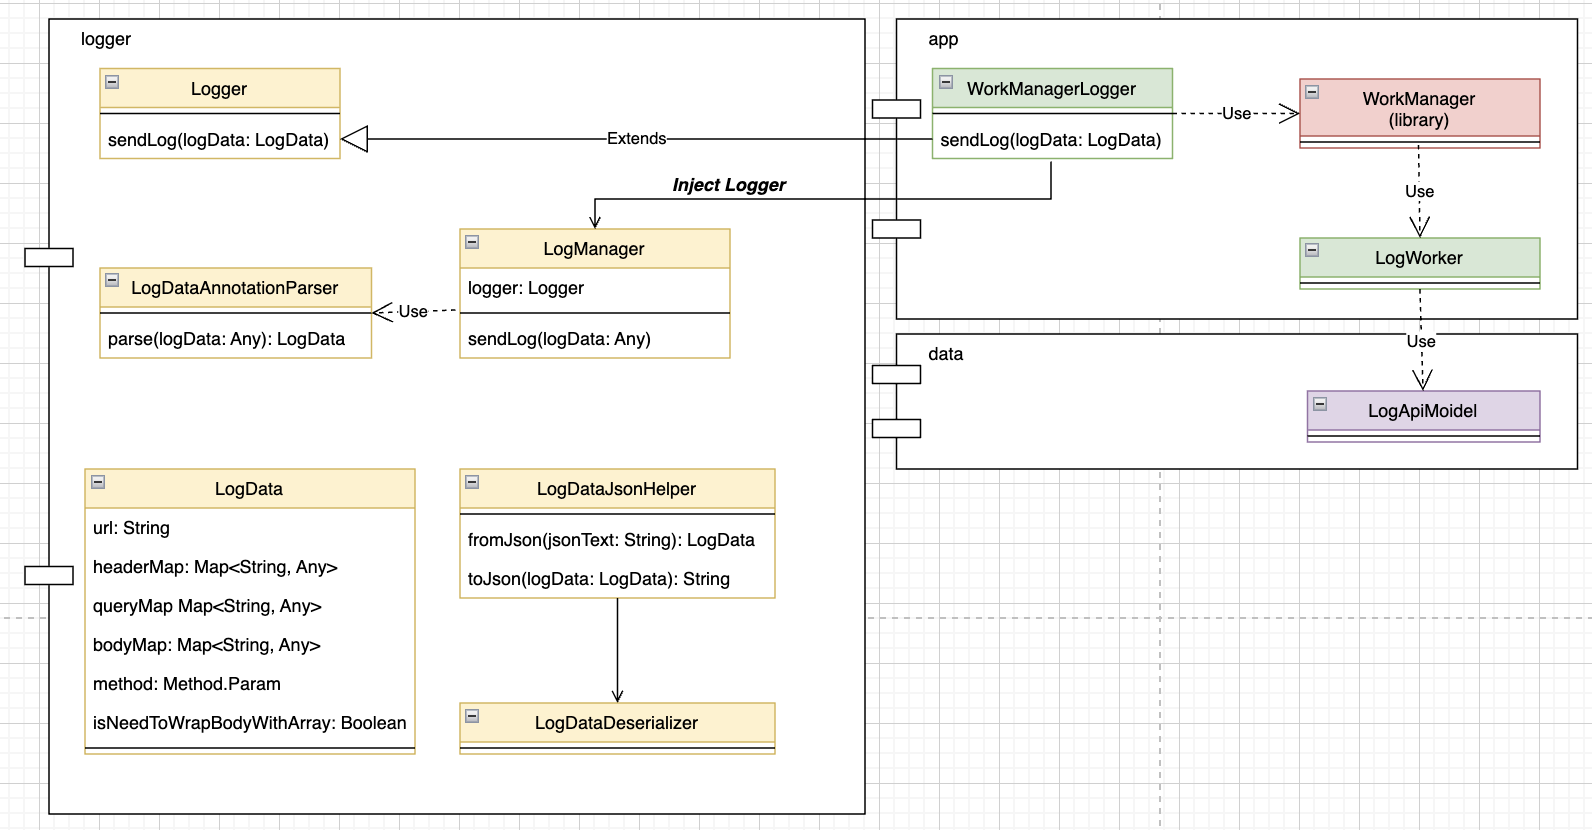 logger
Logger
sendLog(logData: LogData)
Extends
Inject Logger
LogManager
logger: Logger
sendLog(logData: Any)
Use
LogDataAnnotationParser
parse(logData: Any): LogData
LogData
url: String
headerMap: Map<String, Any>
queryMap Map<String, Any>
bodyMap: Map<String, Any>
method: Method.Param
isNeedToWrapBodyWithArray: Boolean
LogDataJsonHelper
fromJson(jsonText: String): LogData
toJson(logData: LogData): String
LogDataDeserializer
app
WorkManagerLogger
sendLog(logData: LogData)
Use
WorkManager
(library)
Use
LogWorker
Use
data
LogApiMoidel